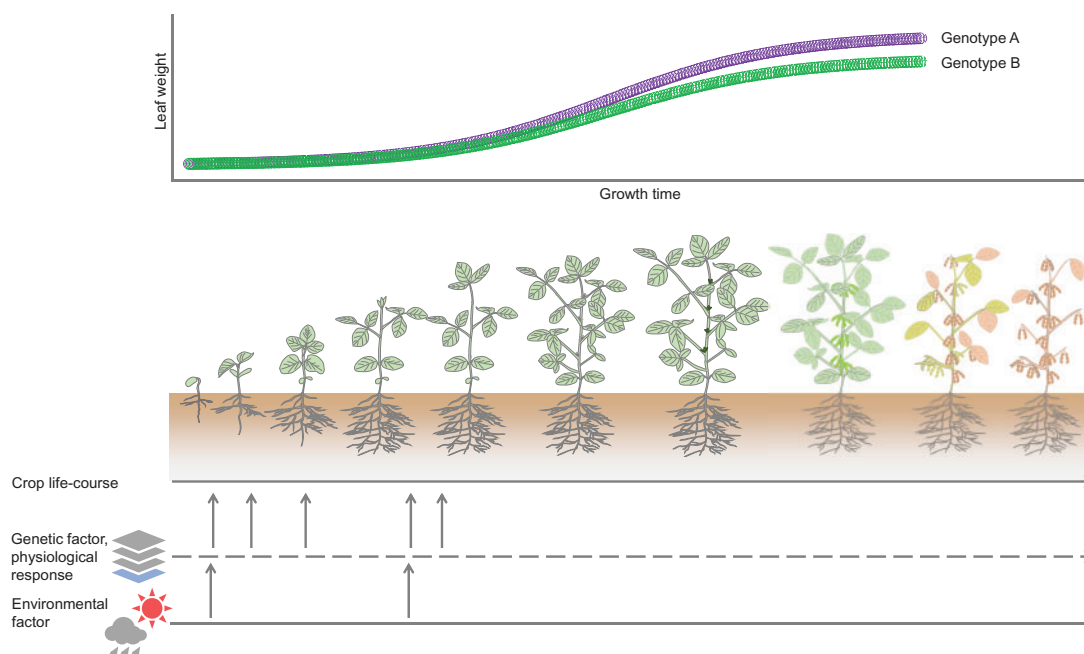 Genotype A
Genotype B
Leaf weight
Growth time
Crop life-course
Genetic factor,
physiological
response
Environmental
factor